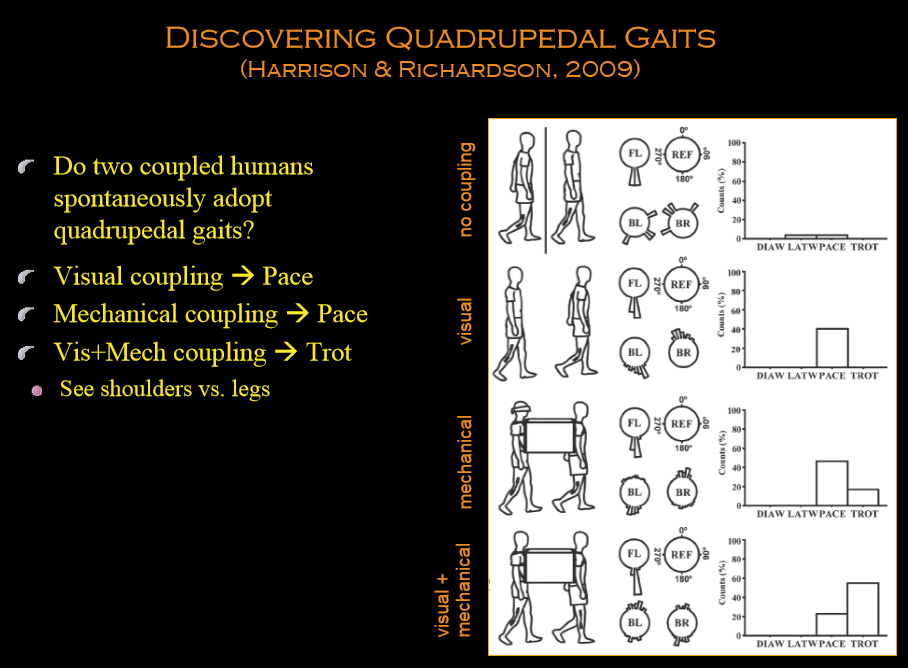 DISCOVERING QUADRUPEDAL GAITS
(HARRISON & RICHARDSON, 2009)
Do two coupled humans
spontaneously adopt
quadrupedal gaits?
Visual coupling → Pace
Mechanical coupling → Pace
Vis+Mech coupling → Trot
See shoulders vs. legs
no coupling
FL
REF
0°
90°
180°
270°
BL
BR
Counts (%)
100
80
60
40
20
0
DIAW LATW PACE TROT
visual
FL
REF
0°
90°
180°
270°
BL
BR
Counts (%)
100
80
60
40
20
0
DIAW LATW PACE TROT
mechanical
FL
REF
0°
90°
180°
270°
BL
BR
Counts (%)
100
80
60
40
20
0
DIAW LATW PACE TROT
visual +
mechanical
FL
REF
0°
90°
180°
270°
BL
BR
Counts (%)
100
80
60
40
20
0
DIAW LATW PACE TROT